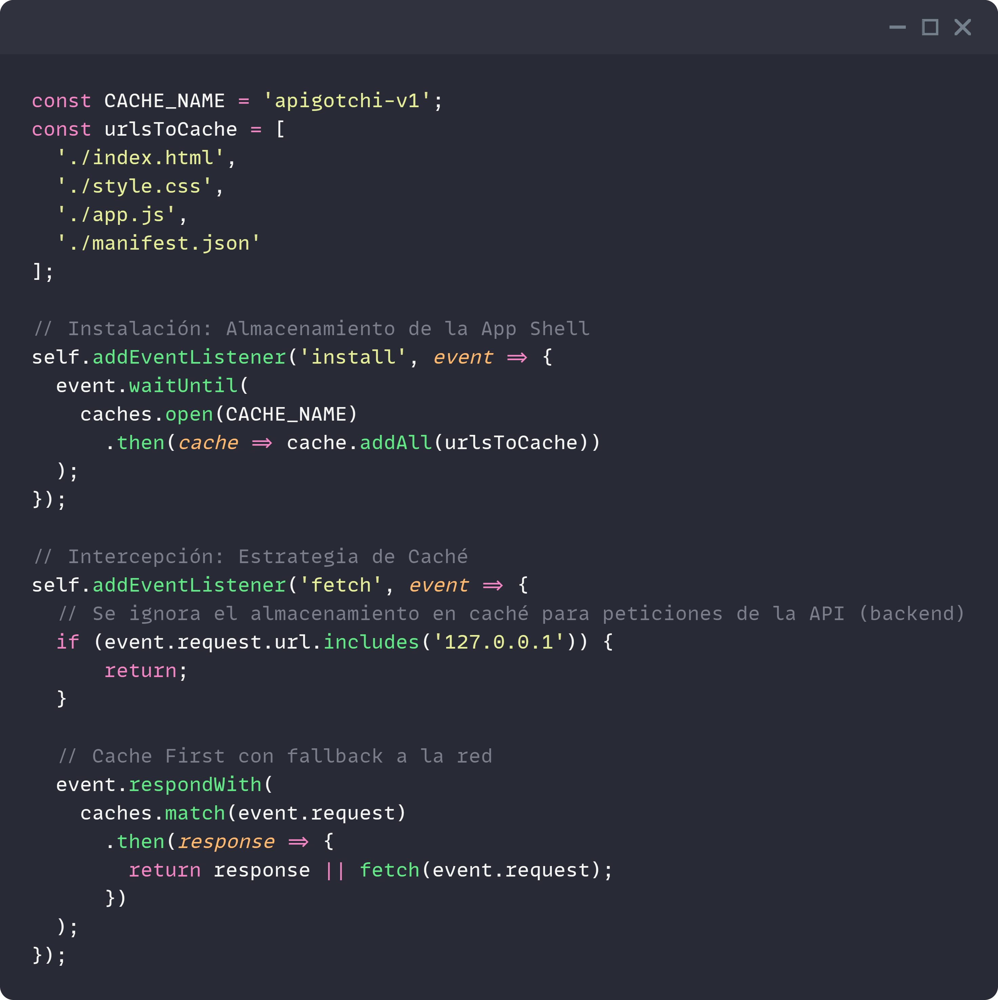 const CACHE_NAME = 'apigotchi-v1';
const urlsToCache = [
  './index.html',
  './style.css',
  './app.js',
  './manifest.json'
];

// Instalación: Almacenamiento de la App Shell
self.addEventListener('install', event => {
  event.waitUntil(
    caches.open(CACHE_NAME)
      .then(cache => cache.addAll(urlsToCache))
  );
});

// Intercepción: Estrategia de Caché
self.addEventListener('fetch', event => {
  // Se ignora el almacenamiento en caché para peticiones de la API (backend)
  if (event.request.url.includes('127.0.0.1')) {
      return;
  }

  // Cache First con fallback a la red
  event.respondWith(
    caches.match(event.request)
      .then(response => {
        return response || fetch(event.request);
      })
  );
});